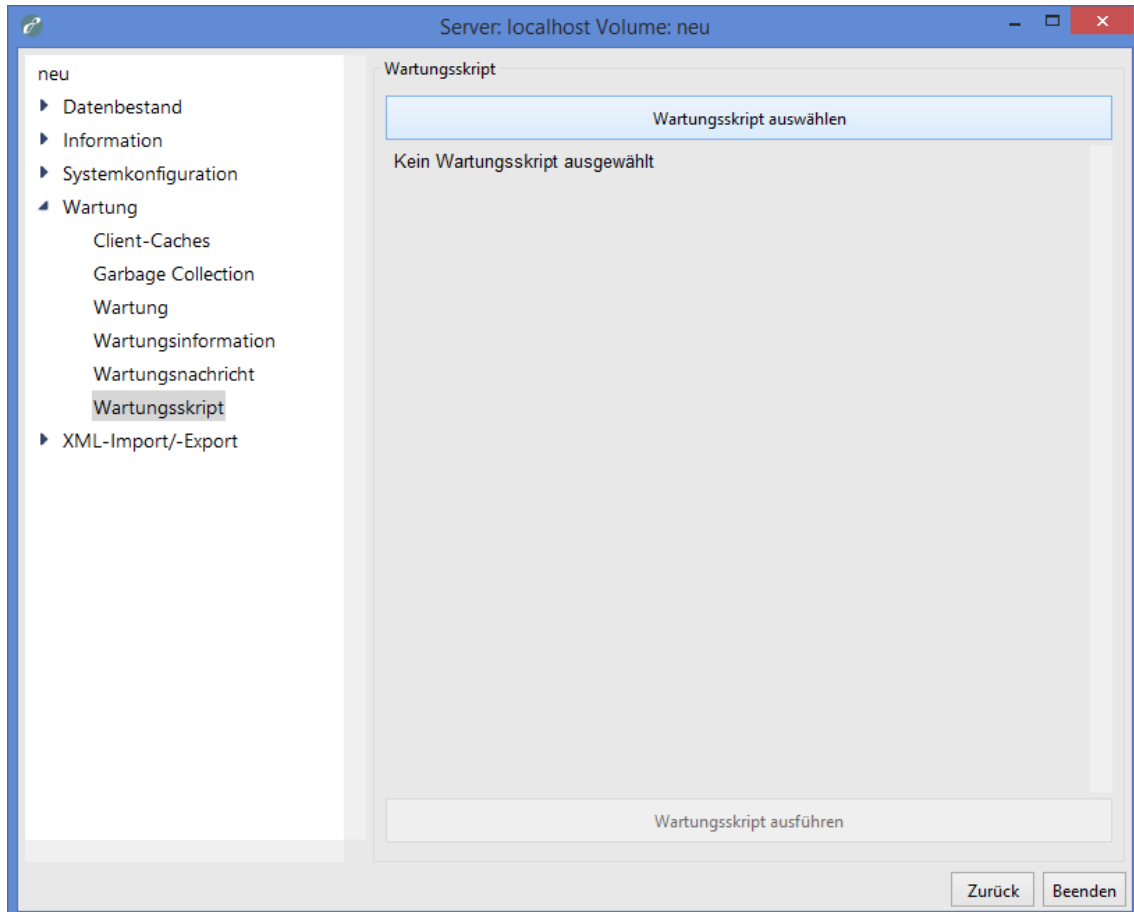 Server: localhost Volume: neu
neu
Datenbestand
Information
Systemkonfiguration
Wartung
Client-Caches
Garbage Collection
Wartung
Wartungsinformation
Wartungsnachricht
Wartungsskript
XML-Import/-Export
Wartungsskript
Wartungsskript auswählen
Kein Wartungsskript ausgewählt
Wartungsskript ausführen
Zurück
Beenden